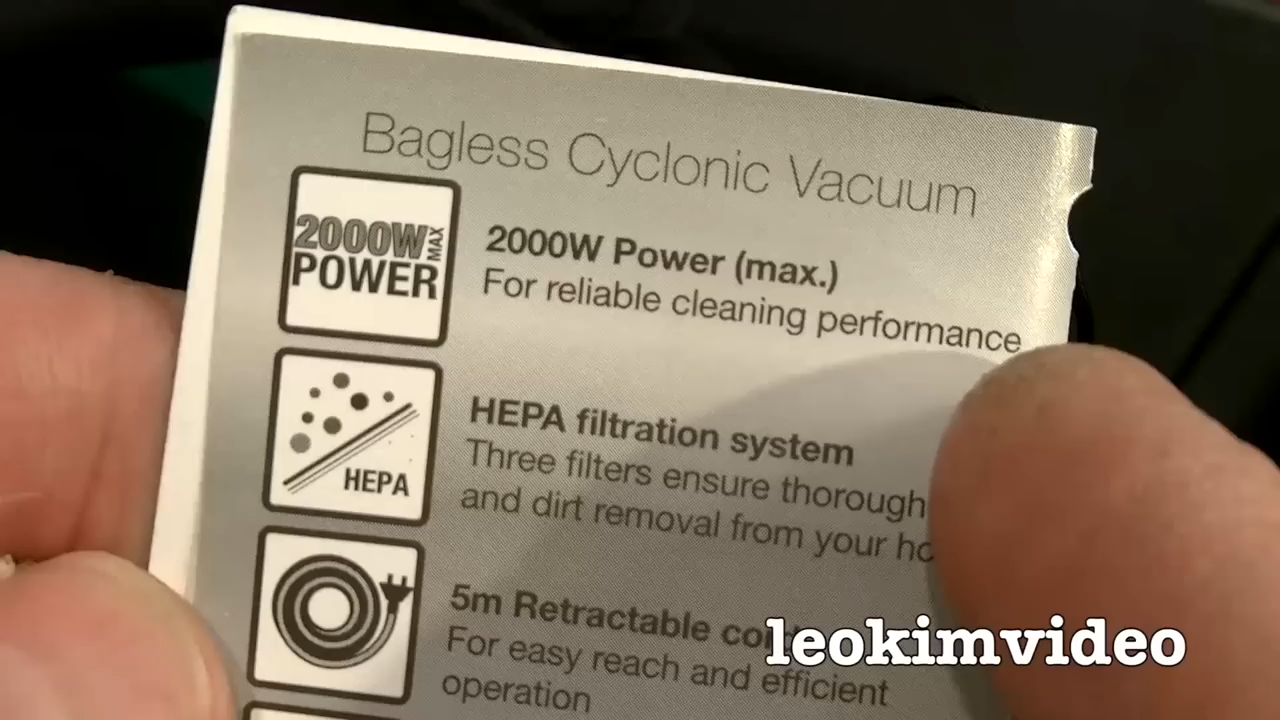 Bagless Cyclonic Vacuum
2000W MAX
POWER
2000W Power (max.)
For reliable cleaning performance
HEPA
HEPA filtration system
Three filters ensure thorough
and dirt removal from your
5m Retractable
For easy reach and efficient
operation
leokimvideo